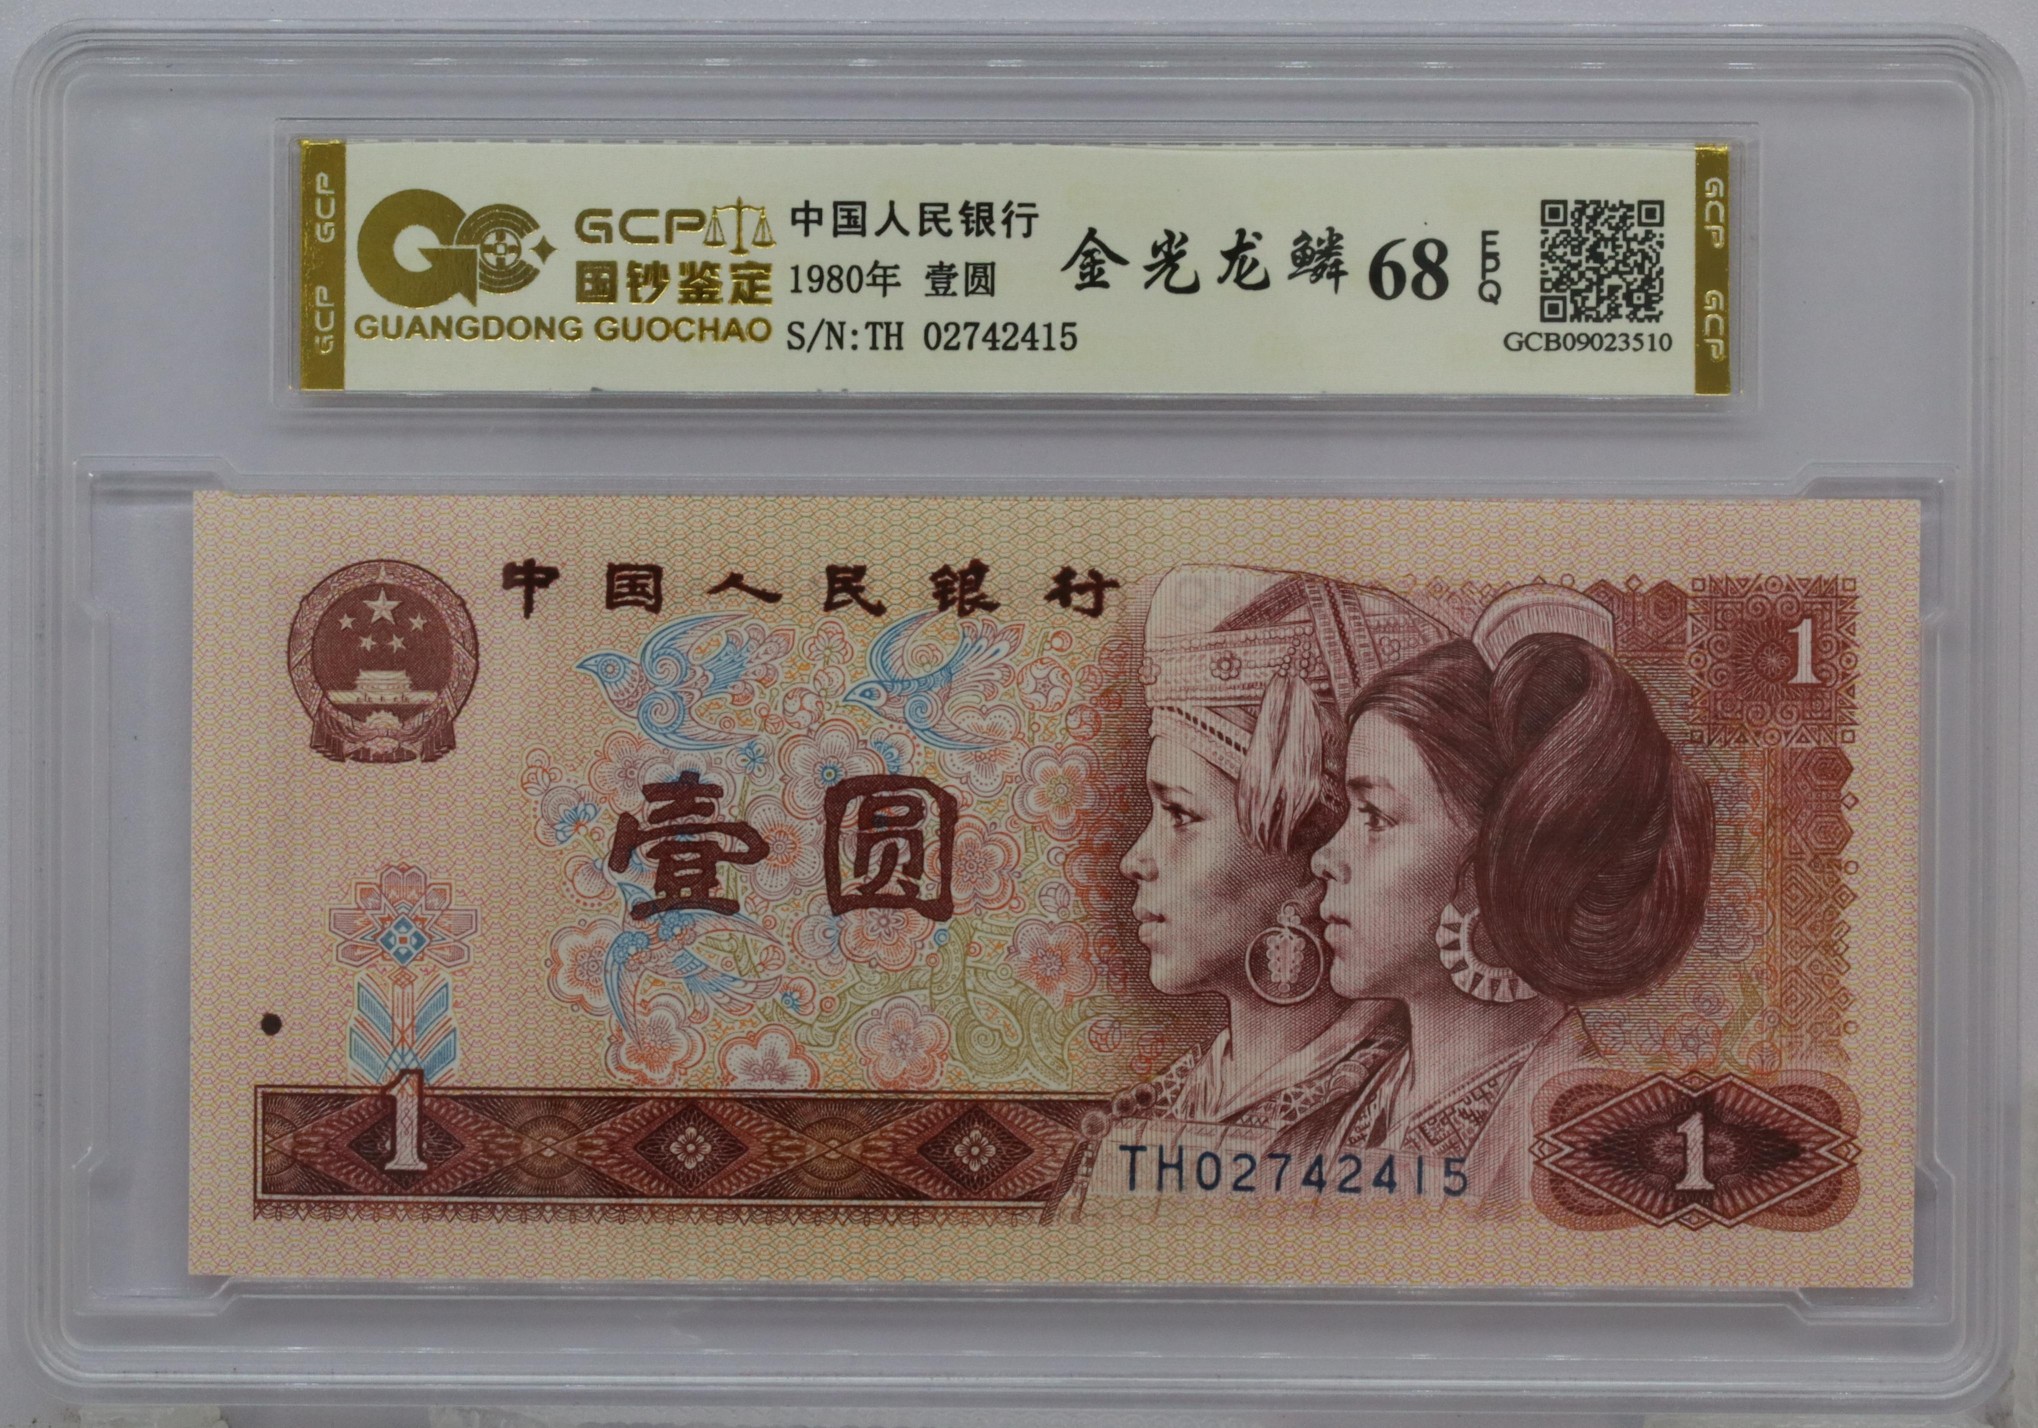 GCP GCP
GCP
国钞鉴定
GUANGDONG GUOCHAO
中国人民银行
1980年 壹圆
S/N:TH 02742415
金光龙鳞 68 EPQ
GCB09023510
GCP GCP
中国人民银行
1
壹圆
1
TH02742415
1